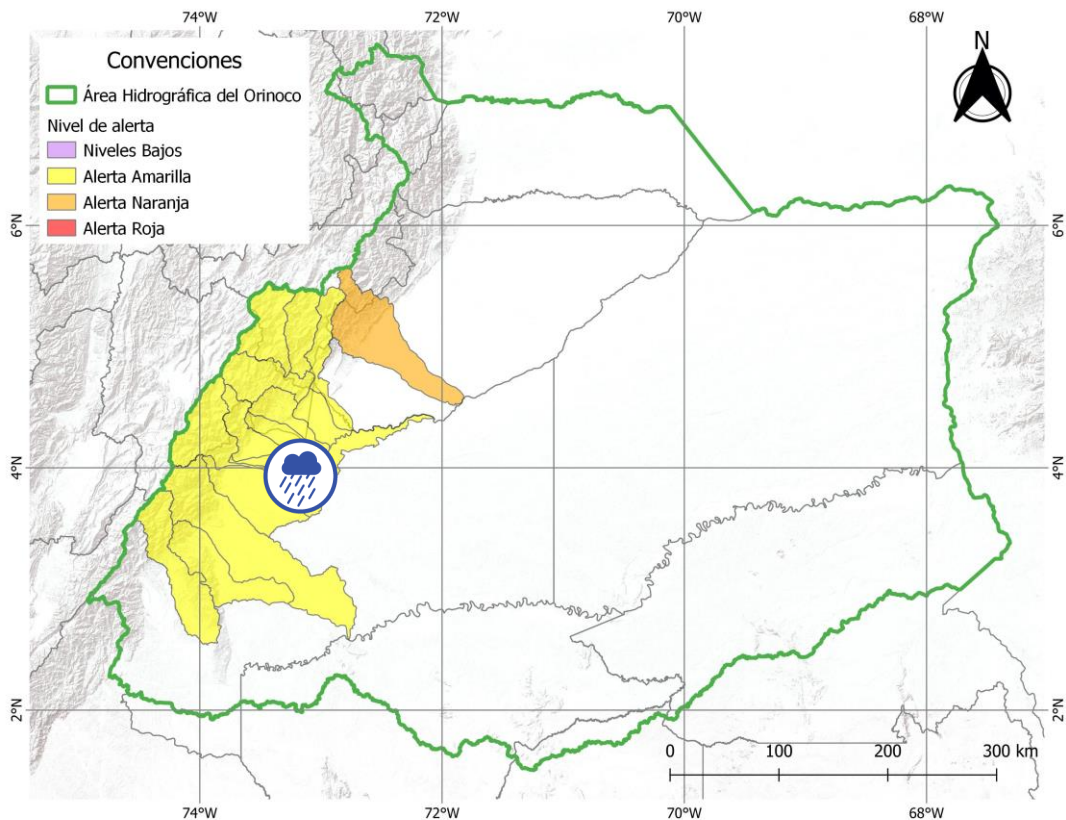 74°W 72°W 70°W 68°W
Convenciones
Área Hidrográfica del Orinoco
Nivel de alerta
Niveles Bajos
Alerta Amarilla
Alerta Naranja
Alerta Roja
N
6°N 6°N
4°N 4°N
2°N 2°N
0 100 200 300 km
74°W 72°W 70°W 68°W